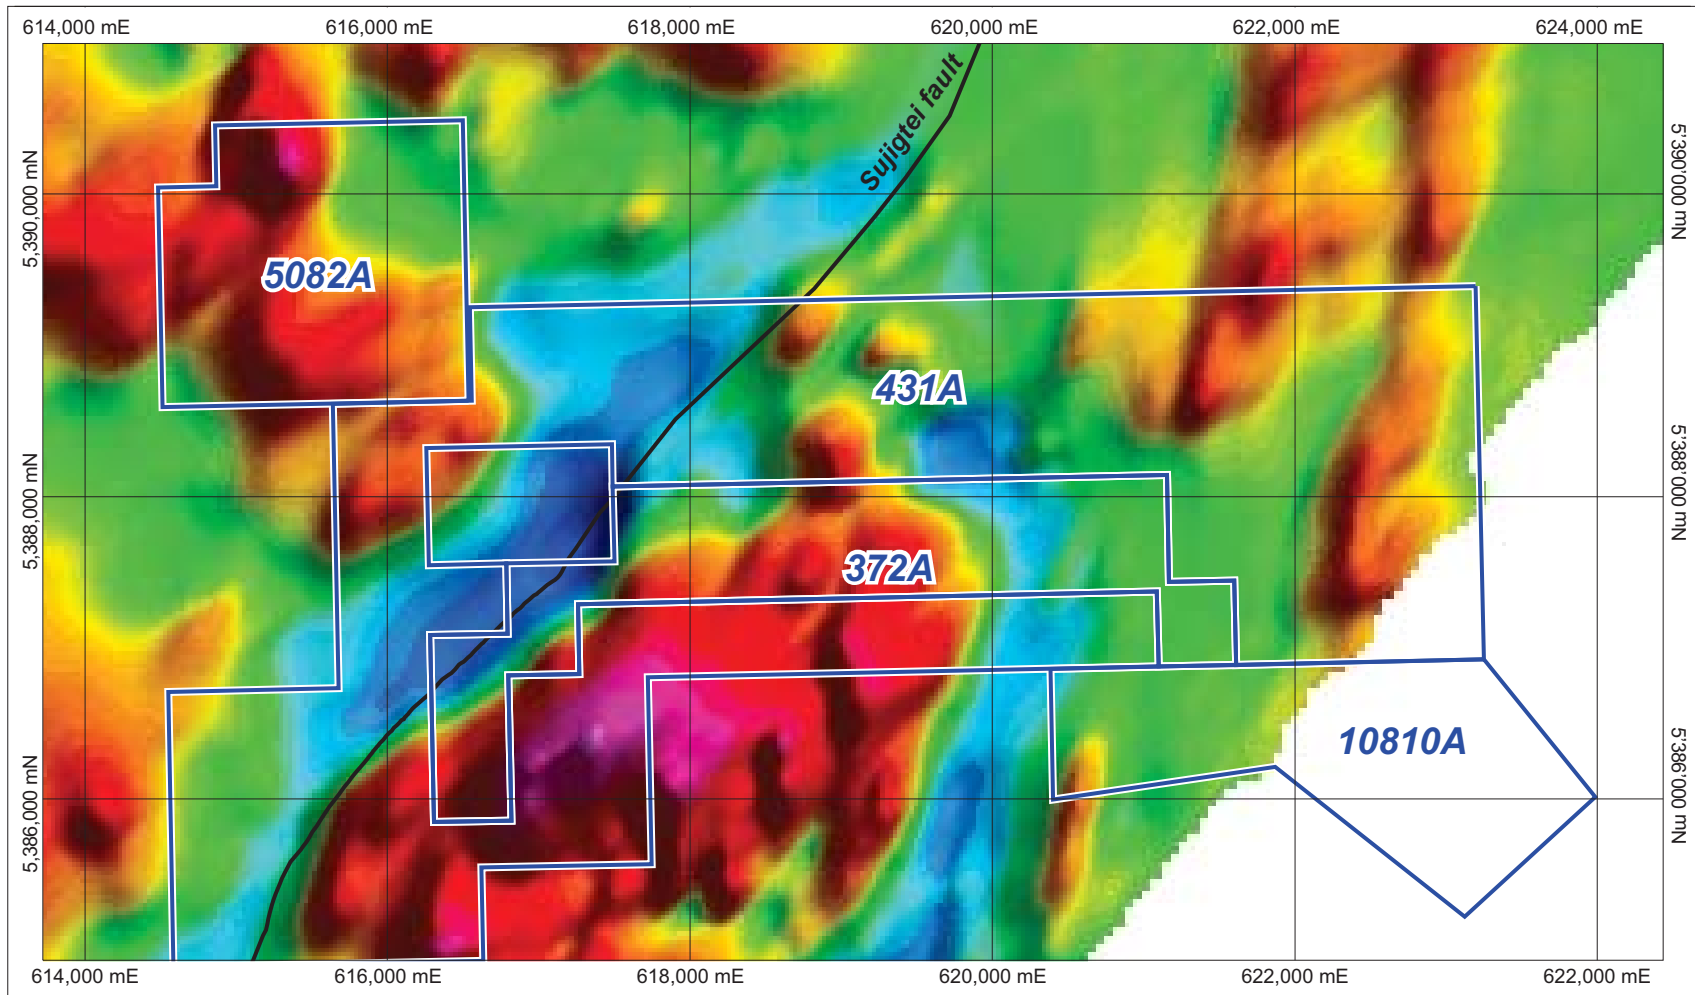 614,000 mE 616,000 mE 618,000 mE 620,000 mE 622,000 mE 624,000 mE
Sujigtei fault
5,390,000 mN
5'390'000 mN
5082A
431A
5,388,000 mN
5'388'000 mN
372A
10810A
5,386,000 mN
5'386'000 mN
614,000 mE 616,000 mE 618,000 mE 620,000 mE 622,000 mE 622,000 mE